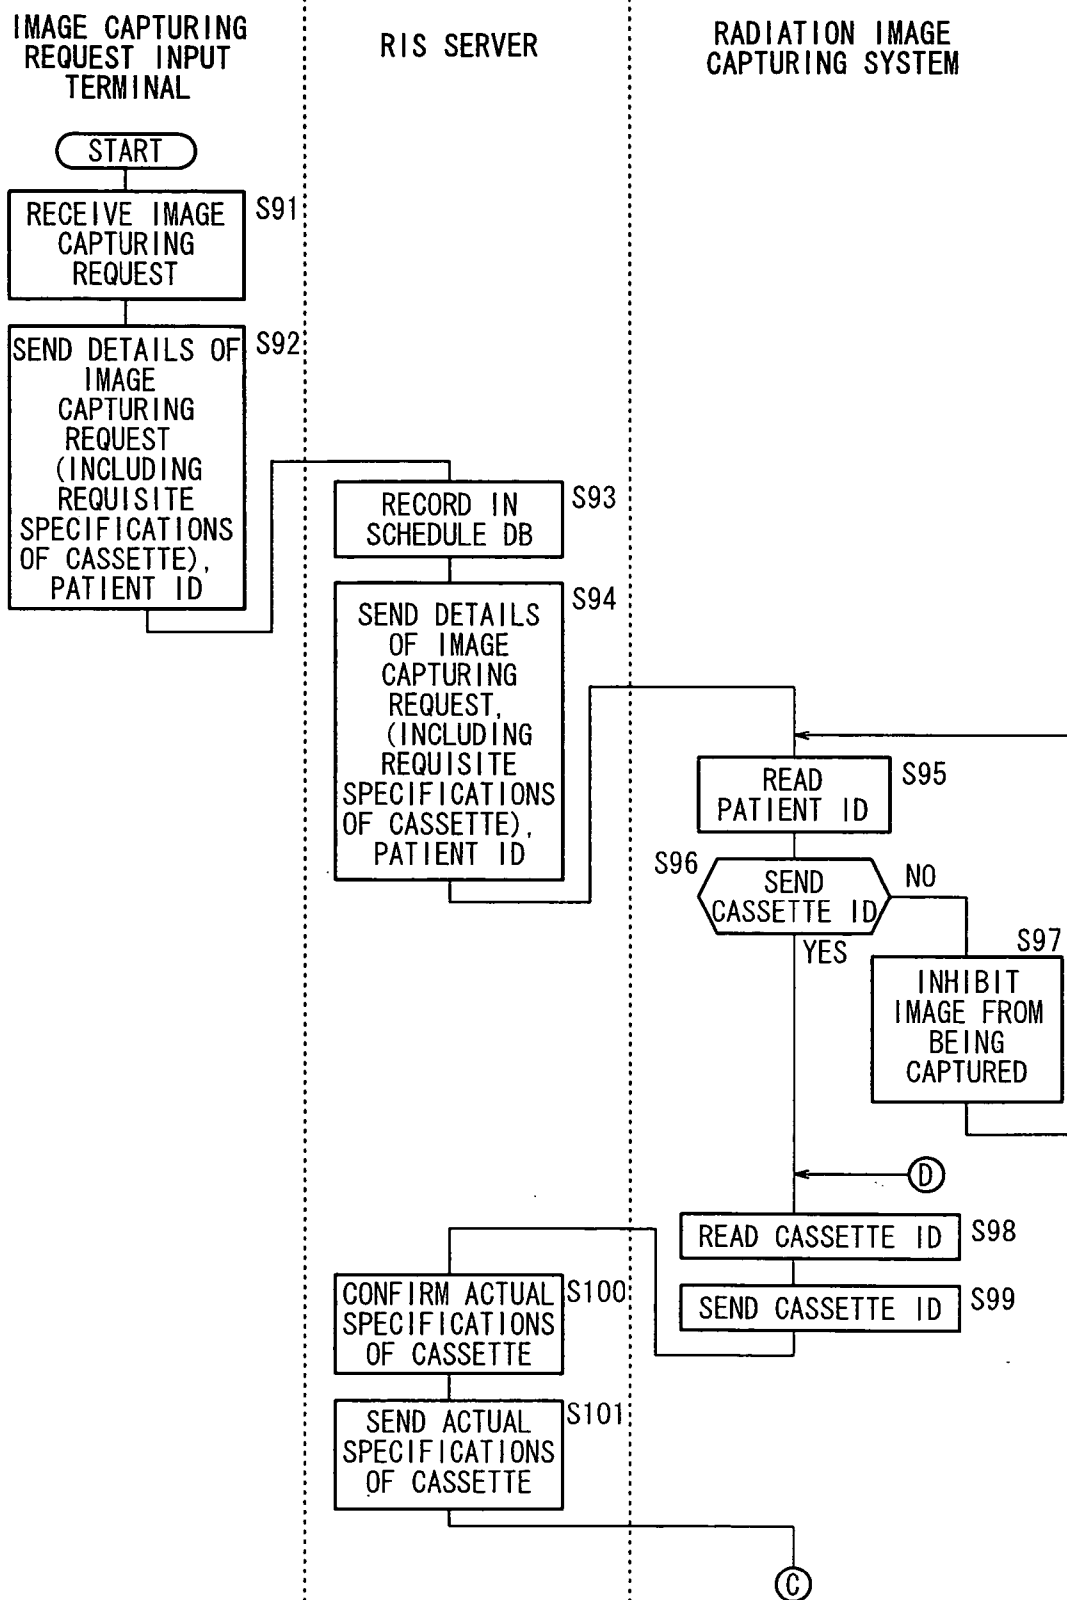 IMAGE CAPTURING
REQUEST INPUT
TERMINAL
RIS SERVER
RADIATION IMAGE
CAPTURING SYSTEM
START
S91
RECEIVE IMAGE
CAPTURING
REQUEST
S92
SEND DETAILS OF
IMAGE
CAPTURING
REQUEST
(INCLUDING
REQUISITE
SPECIFICATIONS
OF CASSETTE),
PATIENT ID
S93
RECORD IN
SCHEDULE DB
S94
SEND DETAILS
OF IMAGE
CAPTURING
REQUEST,
(INCLUDING
REQUISITE
SPECIFICATIONS
OF CASSETTE),
PATIENT ID
S95
READ
PATIENT ID
S96
SEND
CASSETTE ID
NO
YES
S97
INHIBIT
IMAGE FROM
BEING
CAPTURED
D
READ CASSETTE ID
S98
SEND CASSETTE ID
S99
CONFIRM ACTUAL
SPECIFICATIONS
OF CASSETTE
S100
SEND ACTUAL
SPECIFICATIONS
OF CASSETTE
S101
C